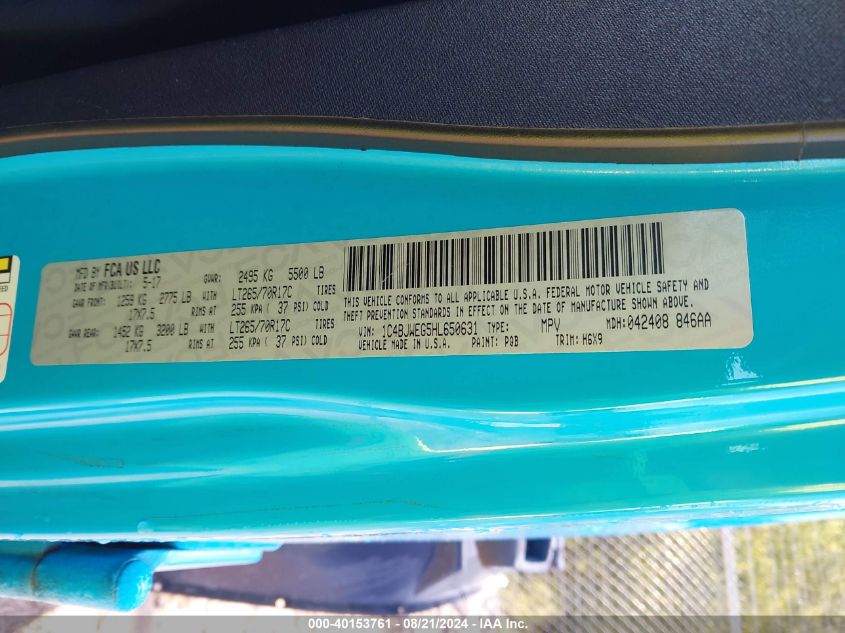 MFD BY FCA US LLC
DATE OF MFR/BUILT: 5-17 GVWR: 2495 KG 5500 LB
GAWR FRONT: 1259 KG 2775 LB WITH LT265/70R17C TIRES
17X7.5 RIMS AT 255 KPA ( 37 PSI) COLD
GAWR REAR: 1452 KG 3200 LB WITH LT265/70R17C TIRES
17X7.5 RIMS AT 255 KPA ( 37 PSI) COLD
THIS VEHICLE CONFORMS TO ALL APPLICABLE U.S.A. FEDERAL MOTOR VEHICLE SAFETY AND
THEFT PREVENTION STANDARDS IN EFFECT ON THE DATE OF MANUFACTURE SHOWN ABOVE.
VIN: 1C4BJWEG5HL650631 TYPE: MPV MDH: 042408 846AA
VEHICLE MADE IN U.S.A. PAINT: PQB TRIM: H6X9
000-40153761 - 08/21/2024 - IAA Inc.